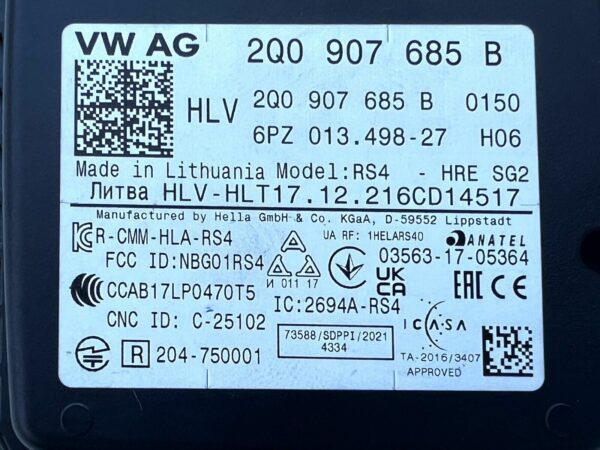 VW AG 2Q0 907 685 B
HLV 2Q0 907 685 B 0150
6PZ 013.498-27 H06
Made in Lithuania Model:RS4 - HRE SG2
Литва HLV-HLT17.12.216CD14517
Manufactured by Hella GmbH & Co. KGaA, D-59552 Lippstadt
R-CMM-HLA-RS4
UA RF: 1HELARS40
ANATEL
FCC ID:NBG01RS4
03563-17-05364
И 011 17
UK CA
EAC CE
CCAB17LP0470T5
IC:2694A-RS4
CNC ID: C-25102
73588/SDPPI/2021
4334
ICASA
TA-2016/3407
APPROVED
R 204-750001